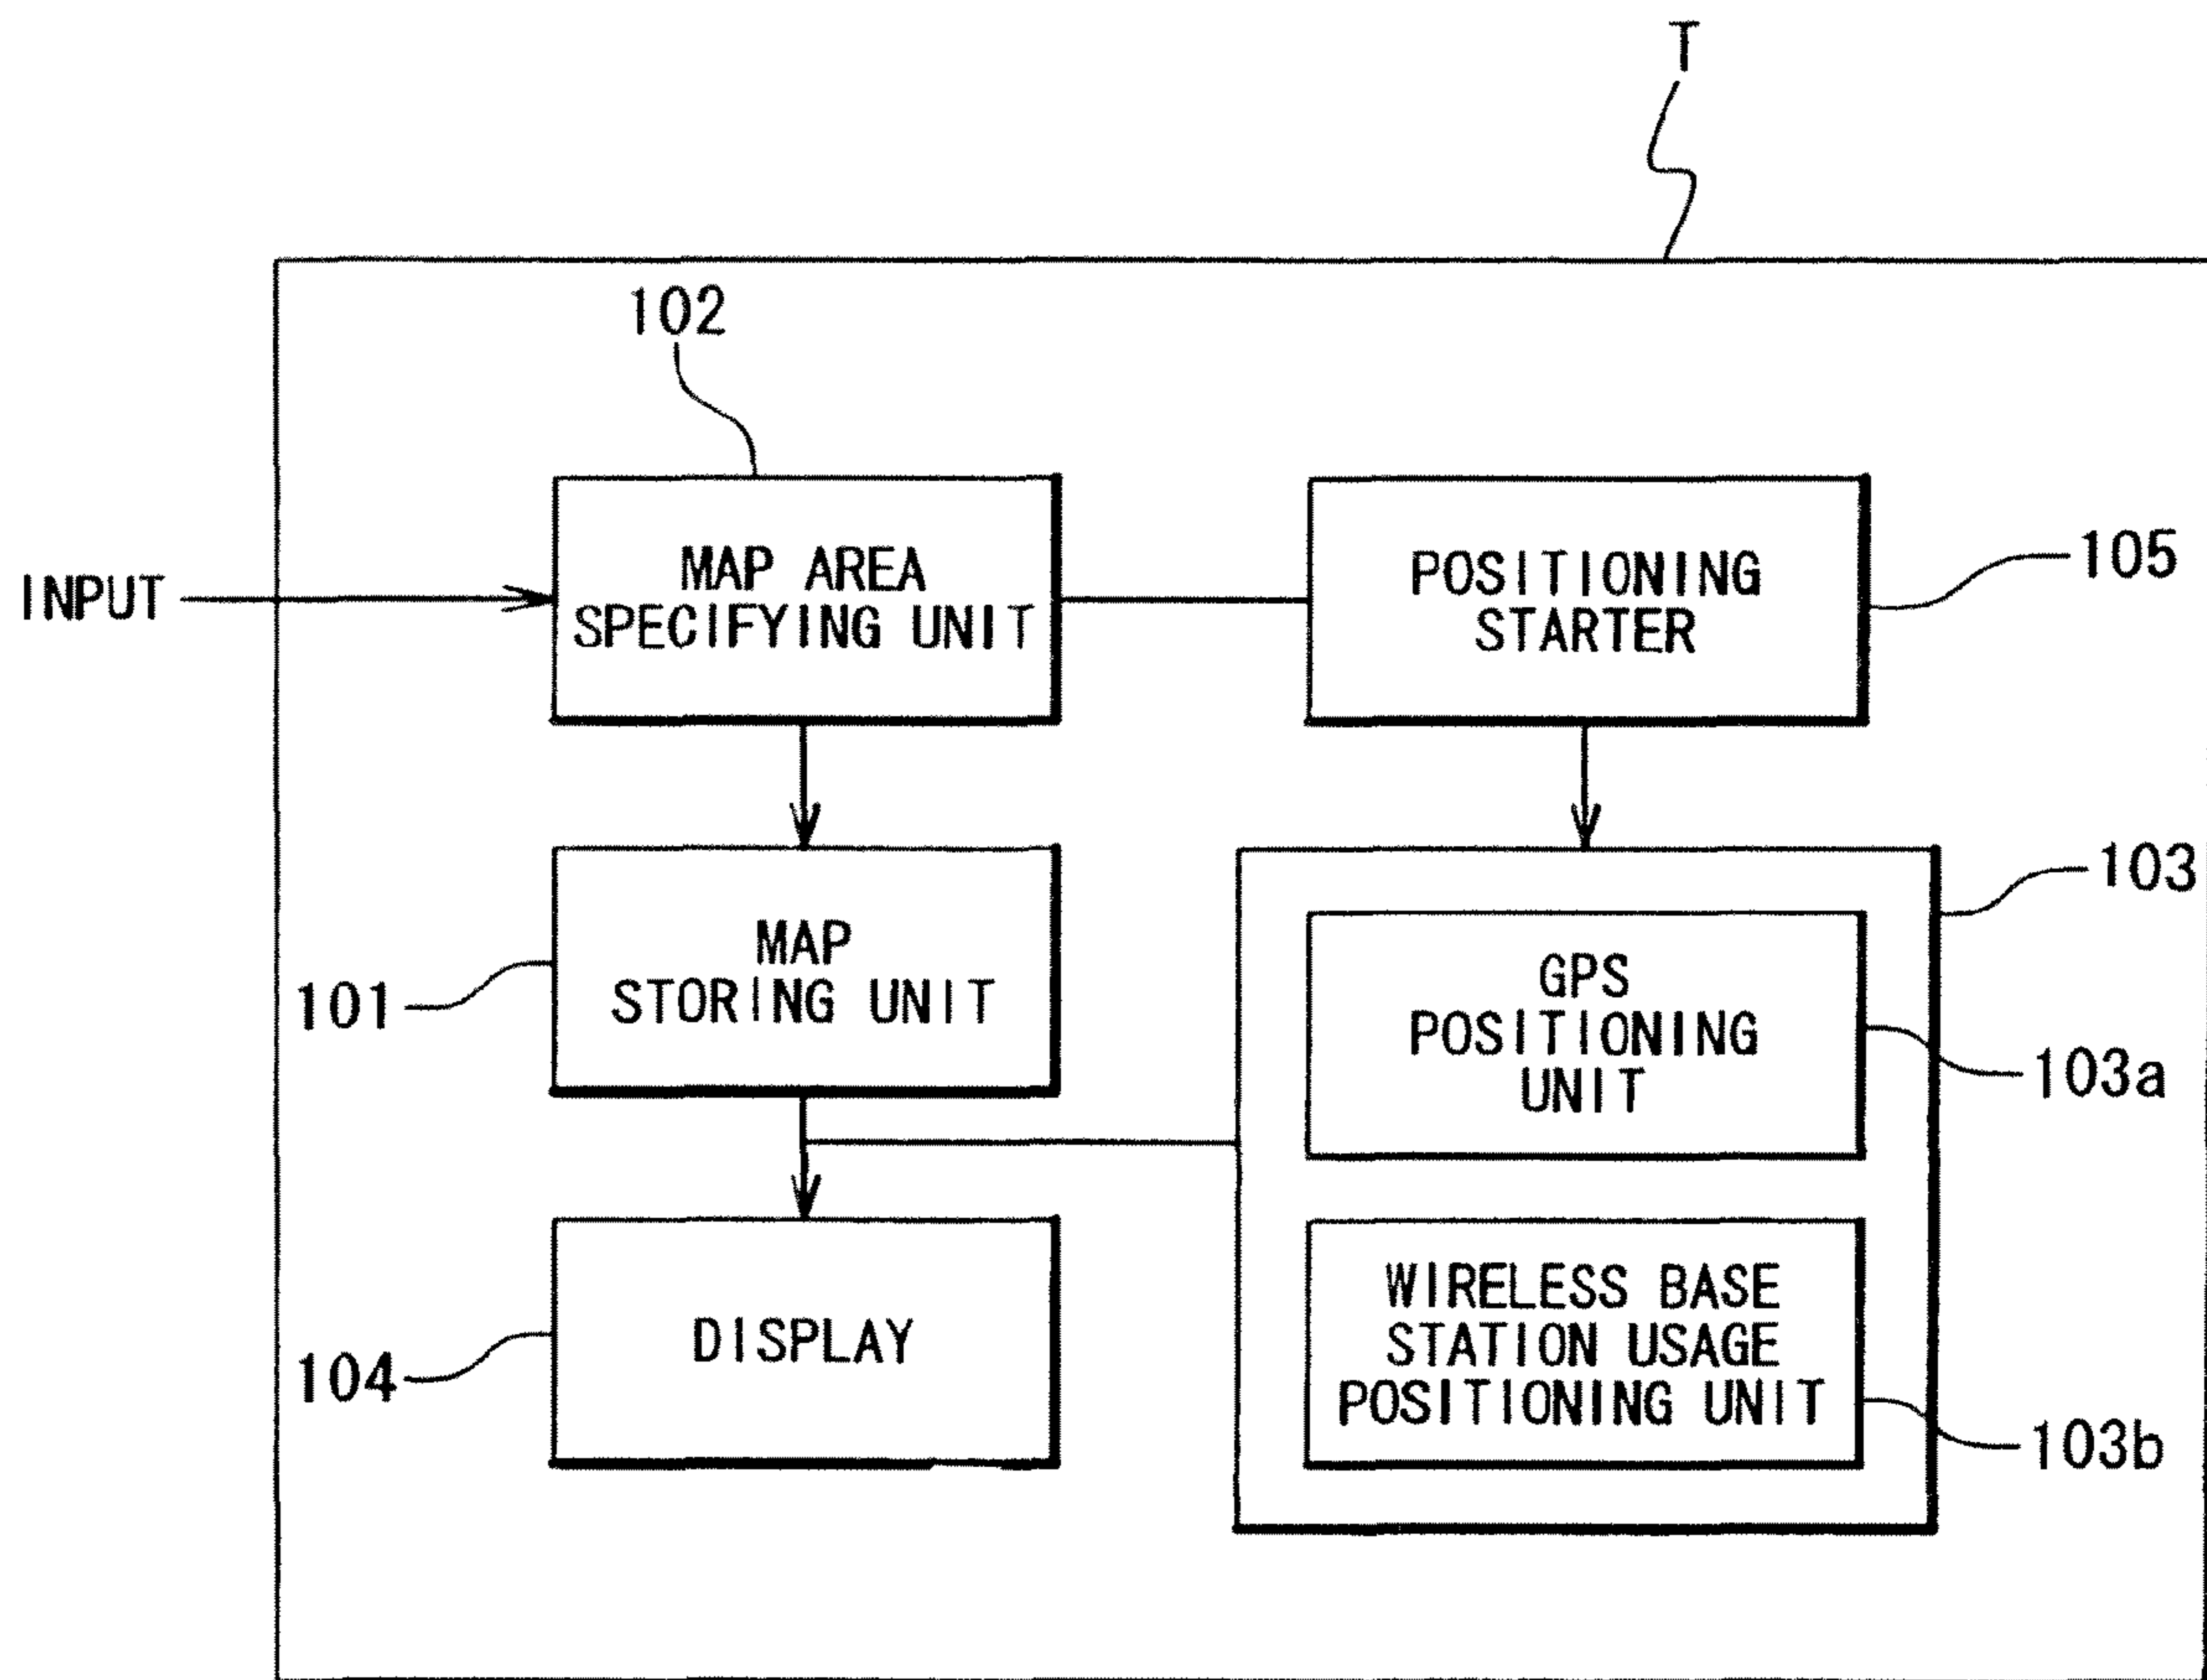 T
102
INPUT
MAP AREA
SPECIFYING UNIT
POSITIONING
STARTER
105
103
MAP
STORING UNIT
101
GPS
POSITIONING
UNIT
103a
DISPLAY
104
WIRELESS BASE
STATION USAGE
POSITIONING UNIT
103b